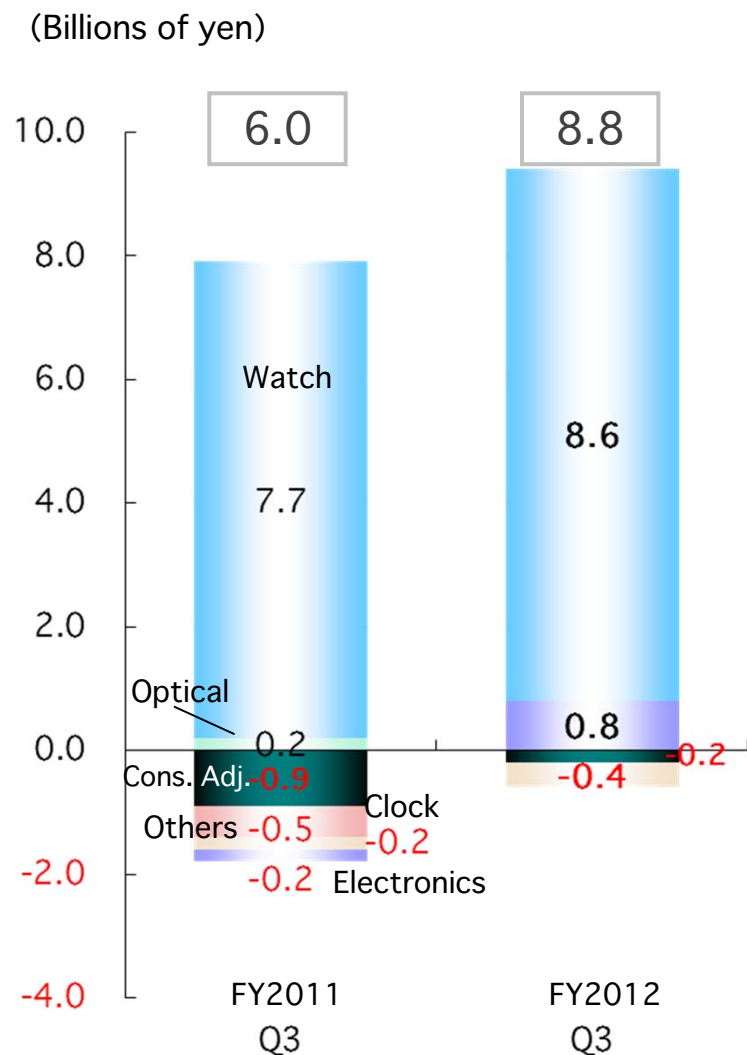 (Billions of yen)
6.0 8.8
10.0
8.0
6.0
4.0
2.0
0.0
-2.0
-4.0
Watch
7.7
8.6
Optical
0.2
0.8
Cons. Adj. -0.9
-0.2
-0.4
Clock
Others -0.5
-0.2
-0.2 Electronics
FY2011 FY2012
Q3 Q3